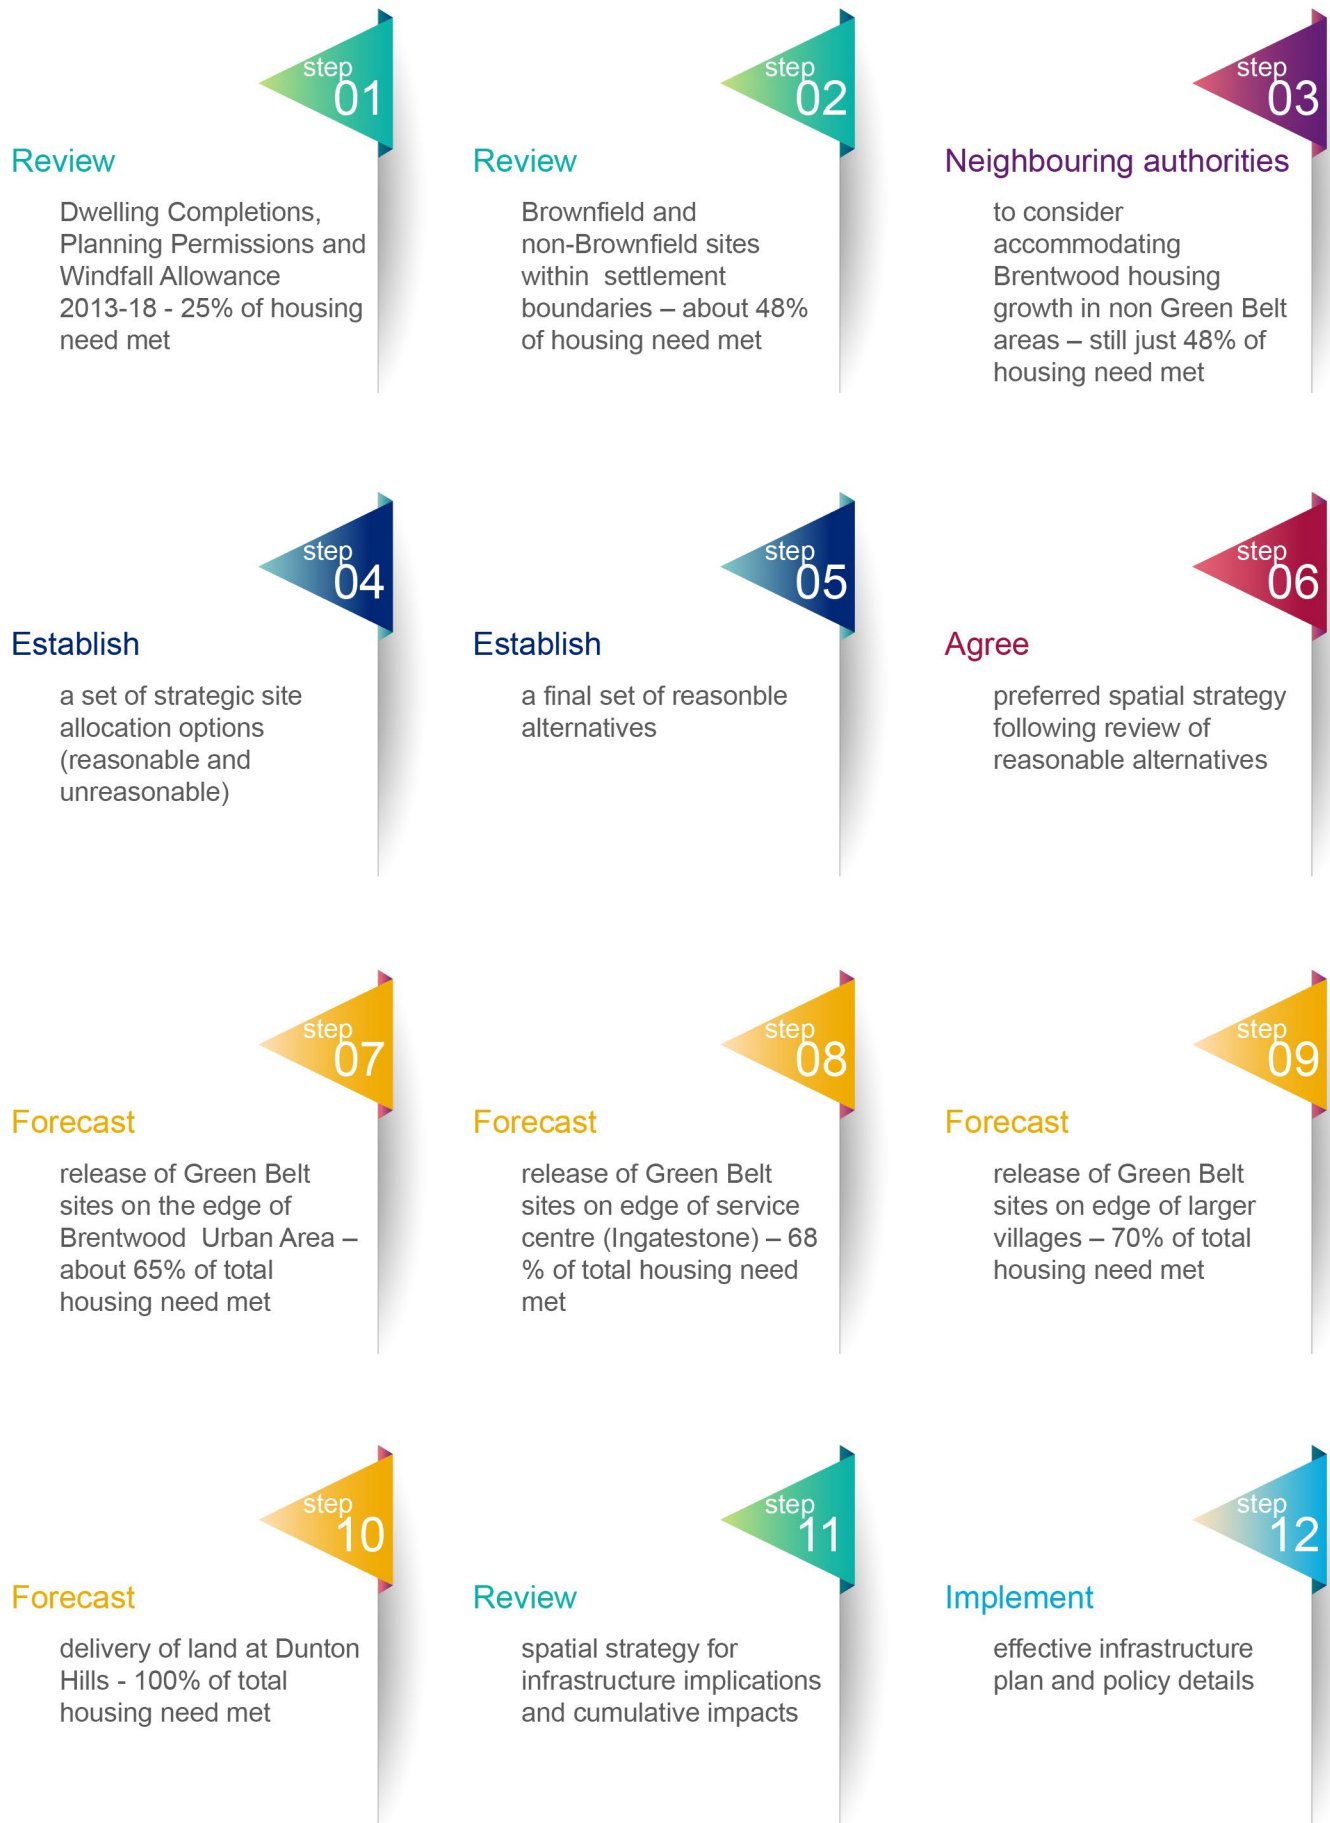 step
01
Review
Dwelling Completions,
Planning Permissions and
Windfall Allowance
2013-18 - 25% of housing
need met
step
02
Review
Brownfield and
non-Brownfield sites
within settlement
boundaries – about 48%
of housing need met
step
03
Neighbouring authorities
to consider
accommodating
Brentwood housing
growth in non Green Belt
areas – still just 48% of
housing need met
step
04
Establish
a set of strategic site
allocation options
(reasonable and
unreasonable)
step
05
Establish
a final set of reasonble
alternatives
step
06
Agree
preferred spatial strategy
following review of
reasonable alternatives
step
07
Forecast
release of Green Belt
sites on the edge of
Brentwood Urban Area –
about 65% of total
housing need met
step
08
Forecast
release of Green Belt
sites on edge of service
centre (Ingatestone) – 68
% of total housing need
met
step
09
Forecast
release of Green Belt
sites on edge of larger
villages – 70% of total
housing need met
step
10
Forecast
delivery of land at Dunton
Hills - 100% of total
housing need met
step
11
Review
spatial strategy for
infrastructure implications
and cumulative impacts
step
12
Implement
effective infrastructure
plan and policy details